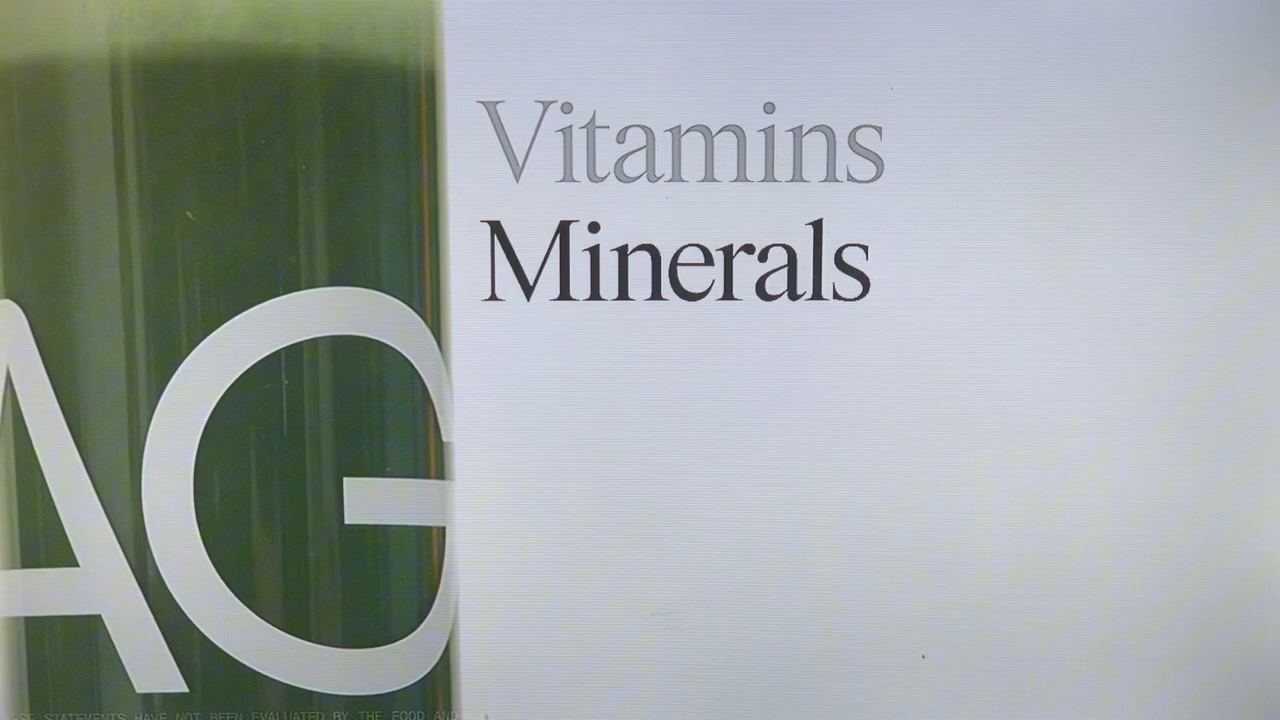 Vitamins
Minerals
AG
STATEMENTS HAVE NOT BEEN EVALUATED BY THE FOOD AND